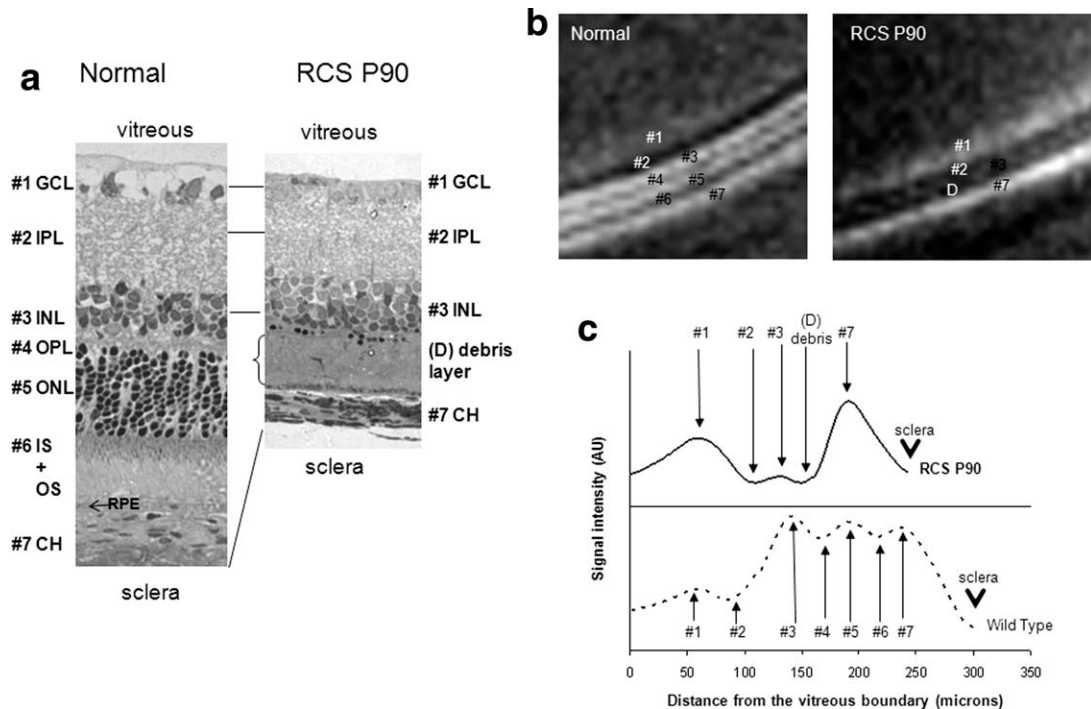 a
Normal
RCS P90
vitreous
vitreous
#1 GCL
#1 GCL
#2 IPL
#2 IPL
#3 INL
#3 INL
#4 OPL
(D) debris
layer
#5 ONL
#7 CH
#6 IS
+
OS
RPE
#7 CH
sclera
sclera
b
Normal
#1
#2
#3
#4
#5
#6
#7
RCS P90
#1
#2
#3
#7
D
c
#1
#2
#3
(D)
debris
#7
sclera
RCS P90
Signal intensity (AU)
sclera
Wild Type
#1
#2
#3
#4
#5
#6
#7
0
50
100
150
200
250
300
350
Distance from the vitreous boundary (microns)